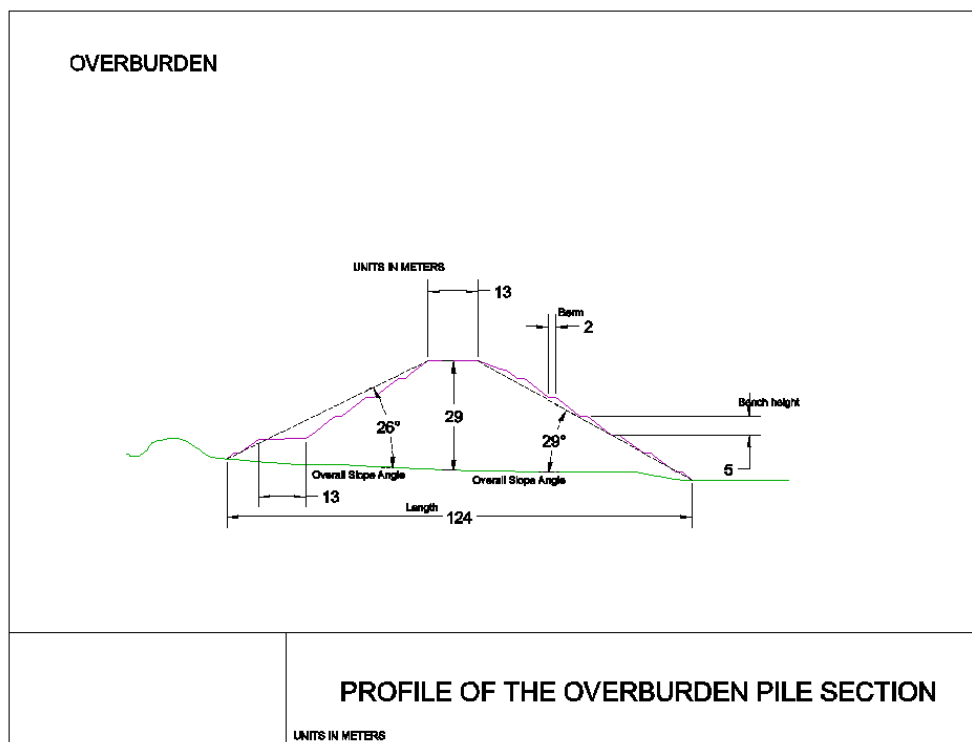 OVERBURDEN
UNITS IN METERS
13
Berm
2
Bench height
29
26°
29°
5
Overall Slope Angle
Overall Slope Angle
13
Length
124
PROFILE OF THE OVERBURDEN PILE SECTION
UNITS IN METERS